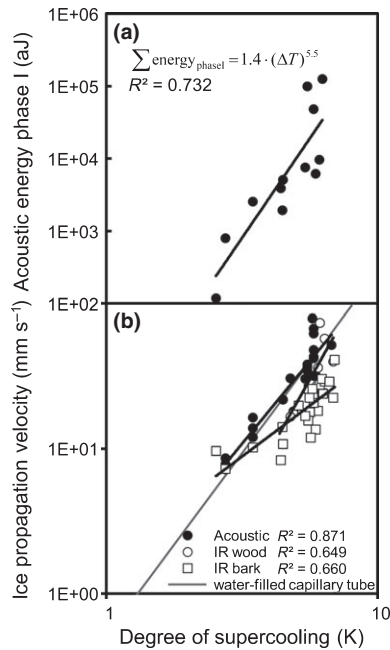 1E+06
(a)
∑ energy_phaseI = 1.4 · (ΔT)^5.5
R² = 0.732
1E+05
1E+04
1E+03
1E+02
Acoustic energy phase I (aJ)
(b)
1E+01
1E+00
Ice propagation velocity (mm s⁻¹)
Acoustic R² = 0.871
IR wood R² = 0.649
IR bark R² = 0.660
water-filled capillary tube
1
10
Degree of supercooling (K)